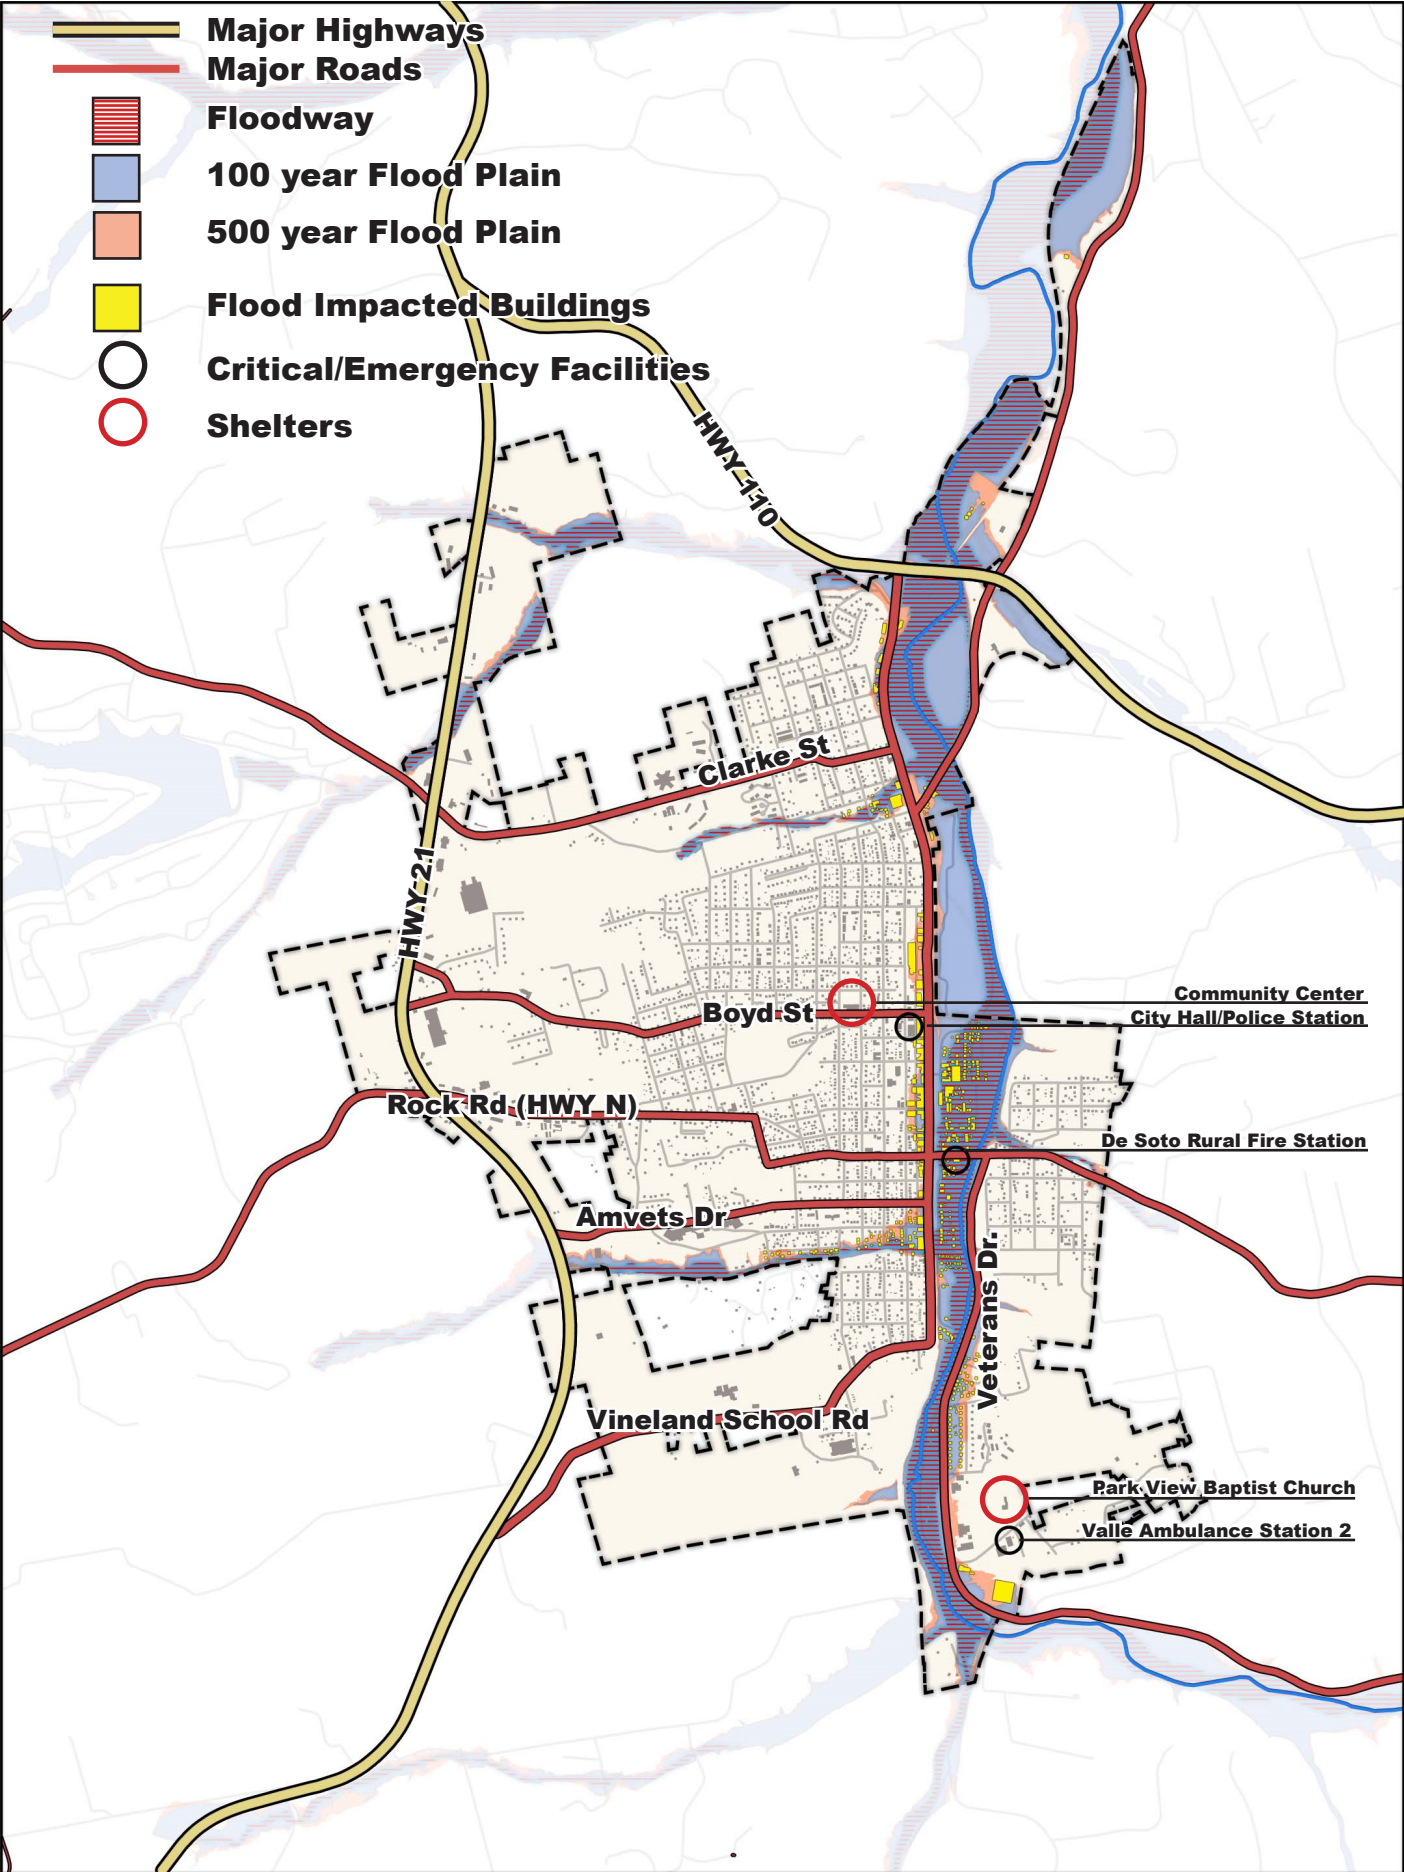 Major Highways
Major Roads
Floodway
100 year Flood Plain
500 year Flood Plain
Flood Impacted Buildings
Critical/Emergency Facilities
Shelters
HWY 110
Clarke St
HWY 21
Community Center
Boyd St
City Hall/Police Station
Rock Rd (HWY N)
De Soto Rural Fire Station
Amvets Dr
Veterans Dr.
Vineland School Rd
Park View Baptist Church
Valle Ambulance Station 2